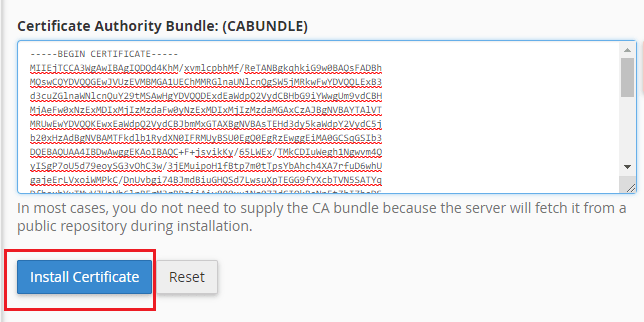 Certificate Authority Bundle: (CABUNDLE)
-----BEGIN CERTIFICATE-----
MIIEjTCCA3WgAwIBAgIQDQd4KhM/xvmlcpbhMf/ReTANBgkqhkiG9w0BAQsFADBh
MQswCQYDVQQGEwJVUzEVMBMGA1UEChMMRGlnaUNlcnQgSW5jMRkwFwYDVQQLExB3
d3cuZGlnaWNlcnQuY29tMSAwHgYDVQQDExdEaWdpQ2VydCBHbG9iYWwgUm9vdCBH
MjAeFw0xNzExMDIxMjIzMzdaFw0yNzExMDIxMjIzMzdaMGAxCzAJBgNVBAYTAlVT
MRUwEwYDVQQKEwxEaWdpQ2VydCBJbmMxGTAXBgNVBAsTEHd3dy5kaWdpY2VydC5j
b20xHzAdBgNVBAMTFkdlb1RydXN0IFRMUyBSU0EgQ0EgRzEwggEiMA0GCSqGSIb3
DQEBAQUAA4IBDwAwggEKAoIBAQC+F+jsvikKy/65LWEx/TMkCDIuWegh1Ngwvm4Q
yISgP7oU5d79eoySG3vOhC3w/3jEMuipoH1fBtp7m0tTpsYbAhch4XA7rfuD6whU
gajeErLVxoiWMPkC/DnUvbgi74BJmdBiuGHQSd7LwsuXpTEGG9fYXcbTVN5SATYq
In most cases, you do not need to supply the CA bundle because the server will fetch it from a
public repository during installation.
Install Certificate
Reset